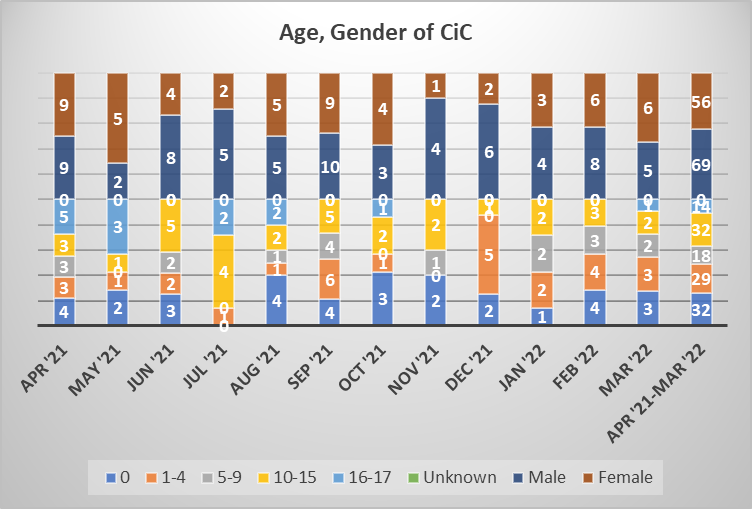 Age, Gender of CiC
9 5 4 2 5 9 4 1 2 3 6 6 56
9 2 8 5 5 10 3 4 6 4 8 5 69
0 0 0 0 0 0 0 0 0 0 0 0 0
5 3 2 2 1 1 14
3 1 5 4 2 5 2 2 1 2 3 2 32
3 0 2 0 1 4 0 1 0 2 3 2 18
3 1 2 1 1 6 1 0 5 2 4 3 29
4 2 3 0 4 4 3 2 2 1 4 3 32
APR '21 MAY '21 JUN '21 JUL '21 AUG '21 SEP '21 OCT '21 NOV '21 DEC '21 JAN '22 FEB '22 MAR '22 APR '21-MAR '22
0 1-4 5-9 10-15 16-17 Unknown Male Female